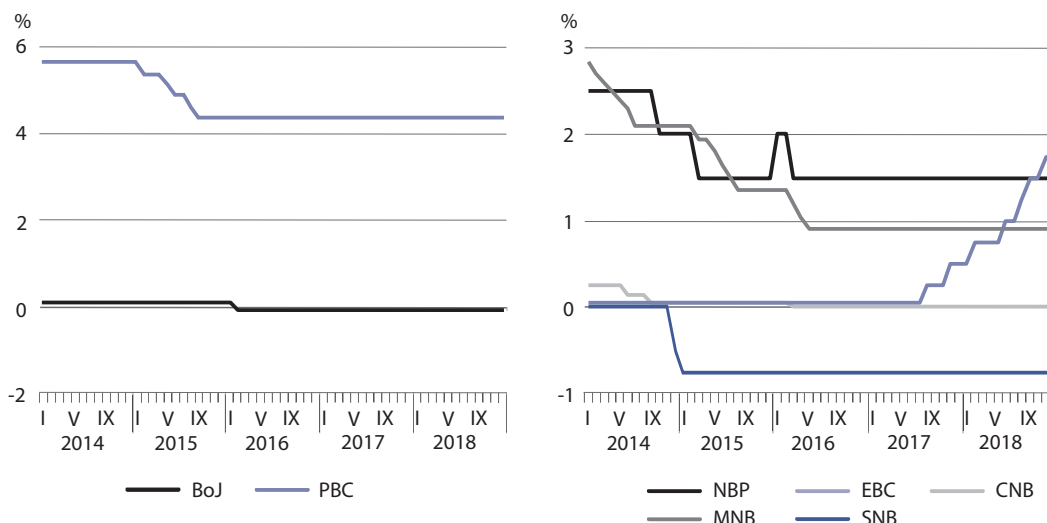 %
6
4
2
0
-2
I V IX I V IX I V IX I V IX I V IX
2014 2015 2016 2017 2018
BoJ PBC
%
3
2
1
0
-1
I V IX I V IX I V IX I V IX I V IX
2014 2015 2016 2017 2018
NBP EBC CNB
MNB SNB